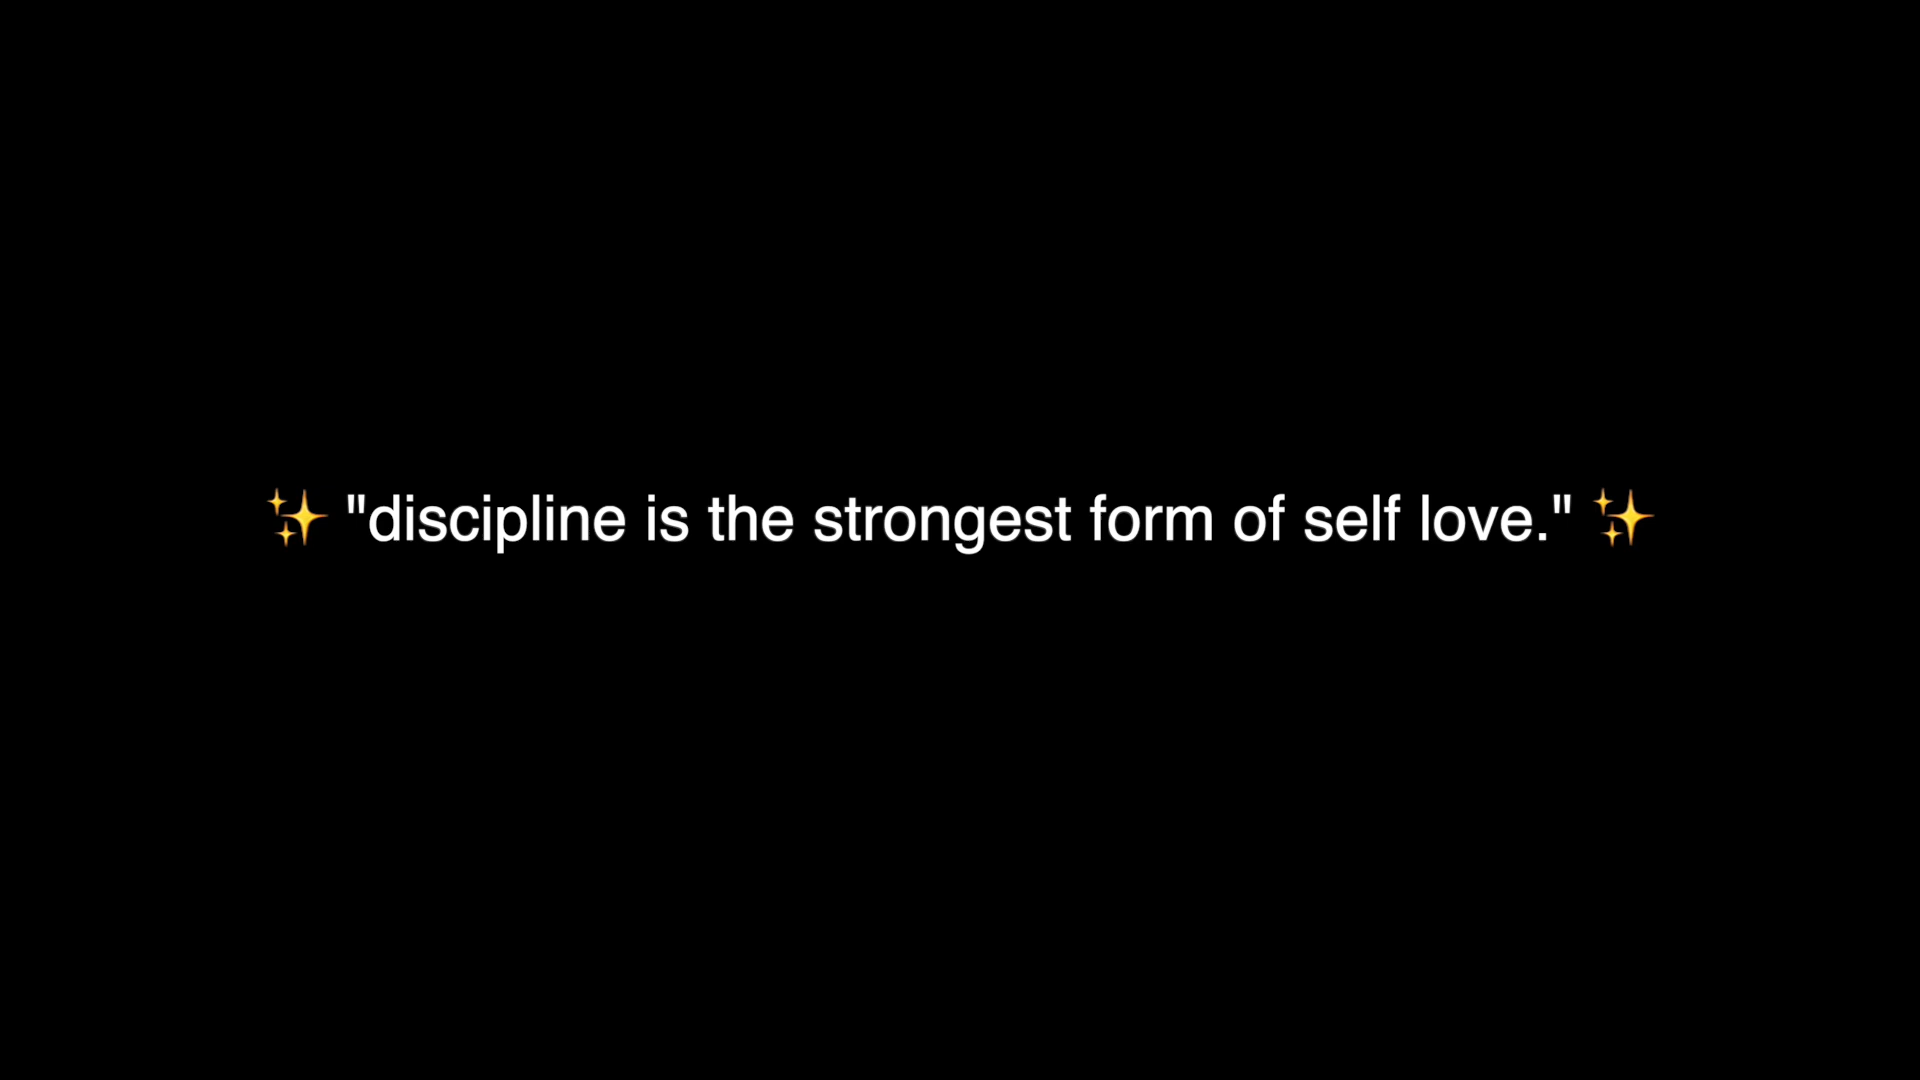 ✨ "discipline is the strongest form of self love." ✨